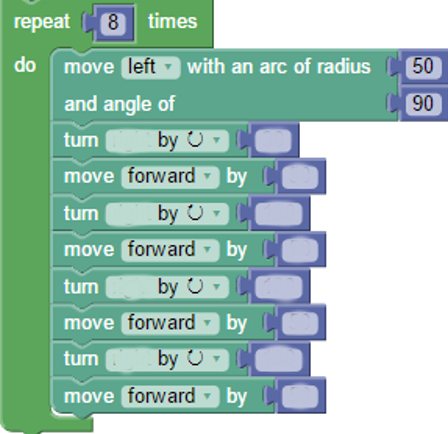 repeat 8 times
do move left with an arc of radius 50
and angle of 90
turn by
move forward by
turn by
move forward by
turn by
move forward by
turn by
move forward by